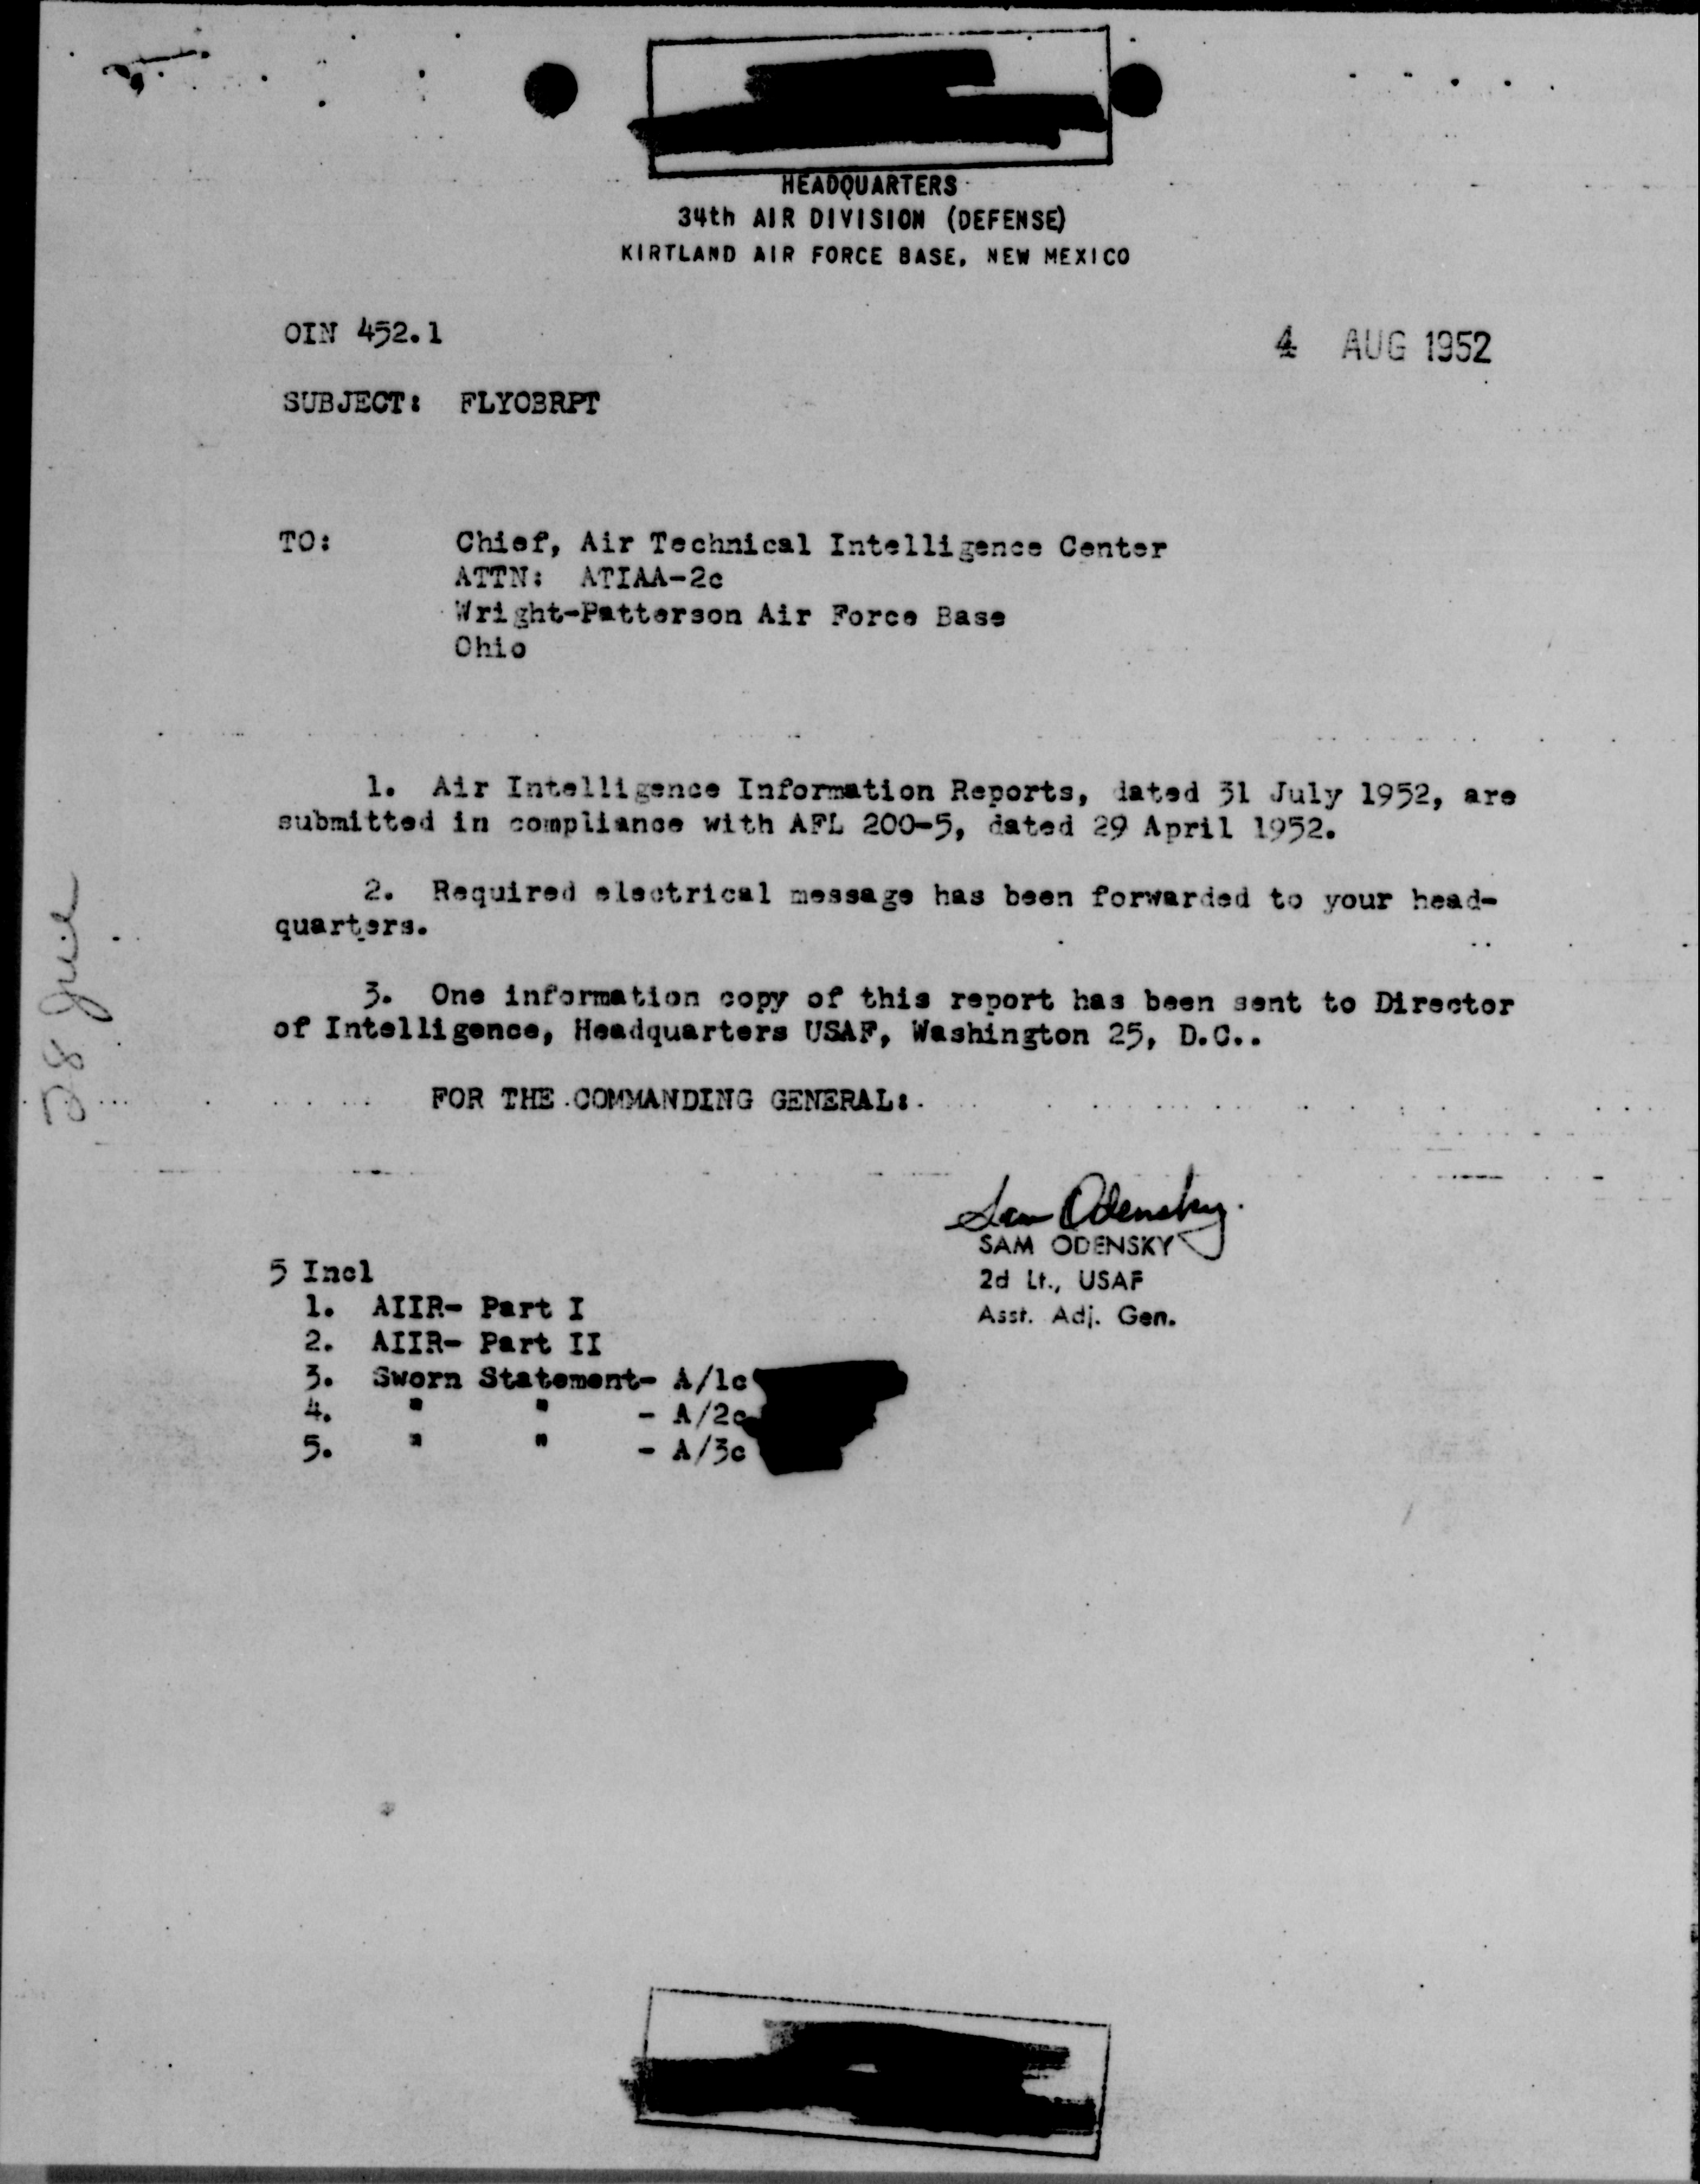 HEADQUARTERS
34th AIR DIVISION (DEFENSE)
KIRTLAND AIR FORCE BASE, NEW MEXICO
OIN 452.1
4 AUG 1952
SUBJECT: FLYOBRPT
TO: Chief, Air Technical Intelligence Center
ATTN: ATIAA-2c
Wright-Patterson Air Force Base
Ohio
1. Air Intelligence Information Reports, dated 31 July 1952, are
submitted in compliance with AFL 200-5, dated 29 April 1952.
2. Required electrical message has been forwarded to your head-
quarters.
3. One information copy of this report has been sent to Director
of Intelligence, Headquarters USAF, Washington 25, D.C..
FOR THE COMMANDING GENERAL:
Sam Odensky
SAM ODENSKY
2d Lt., USAF
Asst. Adj. Gen.
5 Incl
1. AIIR- Part I
2. AIIR- Part II
3. Sworn Statement- A/1c
4. " " - A/2c
5. " " - A/3c
28